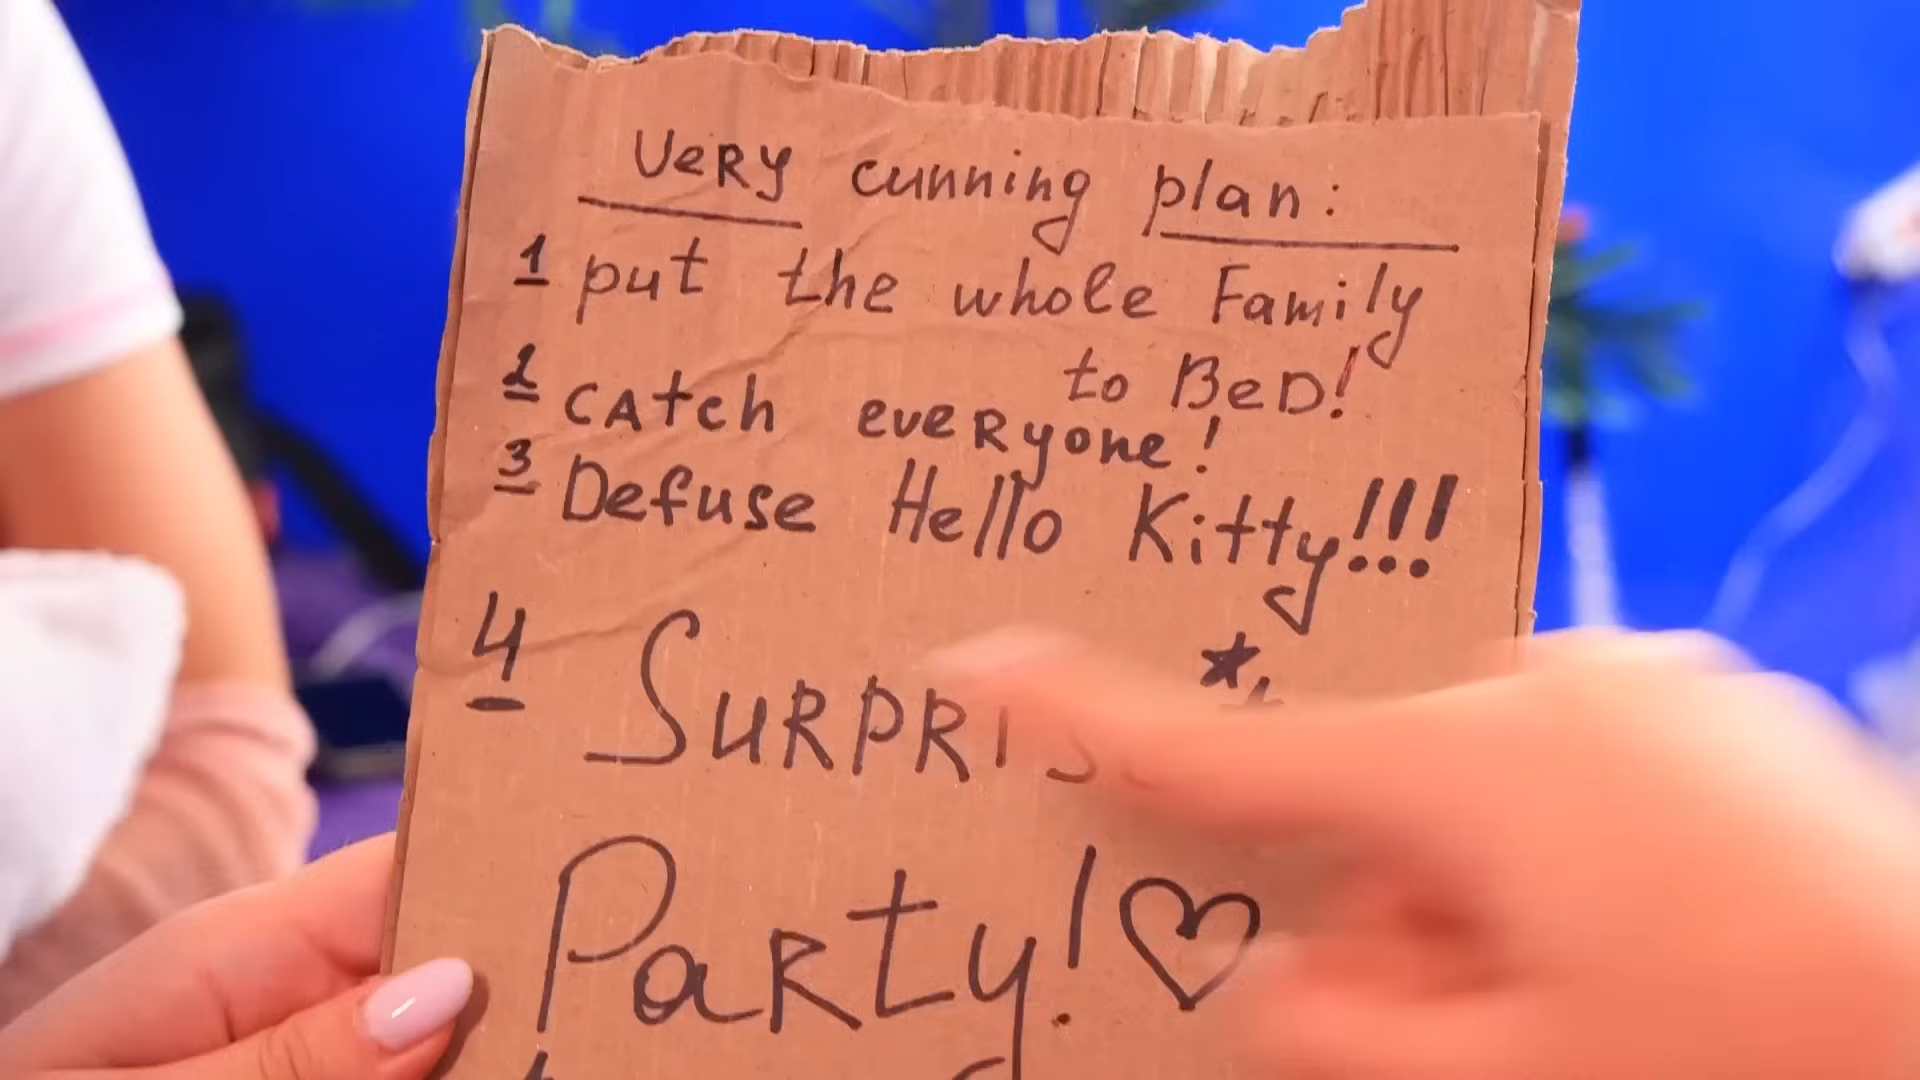 VeRy cunning plan:
1 put the whole Family
to BeD!
2 CAtch eveRyone!
3 Defuse Hello Kitty!!!
4 SURPRIS
PaRty!